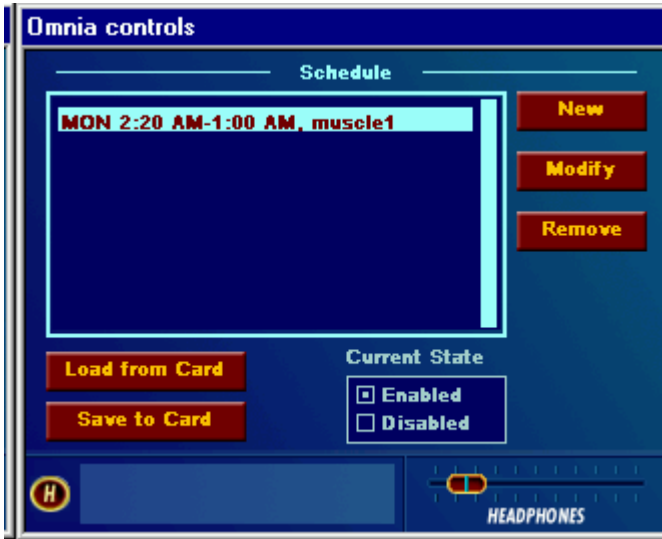 Omnia controls
Schedule
MON 2:20 AM-1:00 AM, muscle1
New
Modify
Remove
Load from Card
Save to Card
Current State
Enabled
Disabled
H
HEADPHONES